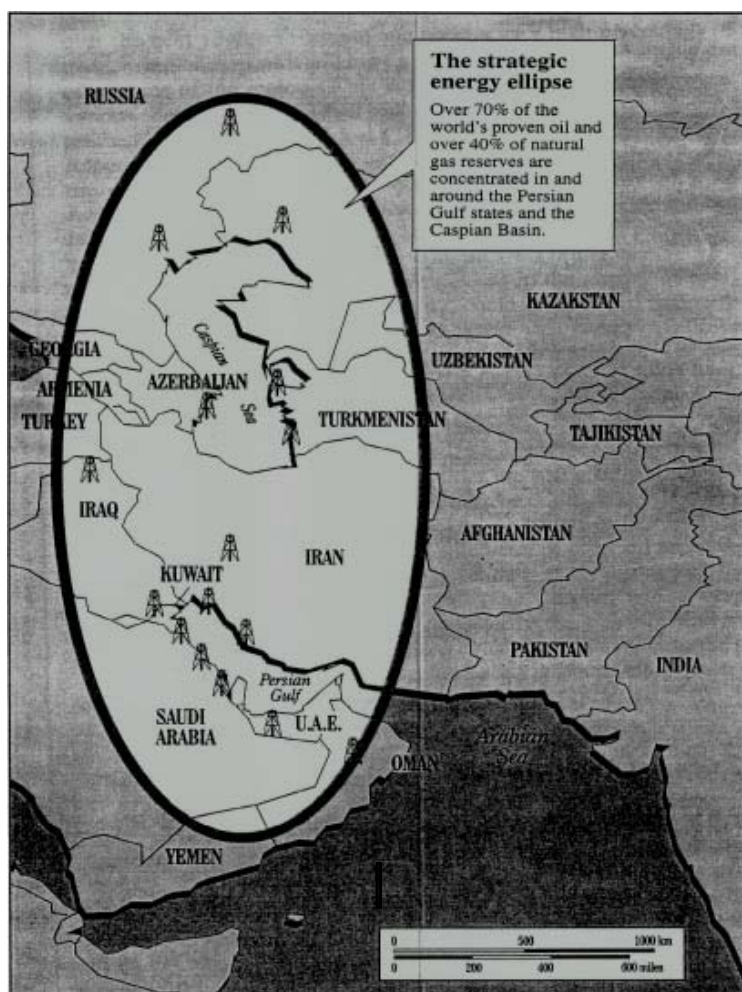 The strategic
energy ellipse
Over 70% of the
world's proven oil and
over 40% of natural
gas reserves are
concentrated in and
around the Persian
Gulf states and the
Caspian Basin.
RUSSIA
KAZAKSTAN
GEORGIA
UZBEKISTAN
ARMENIA
AZERBAIJAN
Caspian
Sea
TURKEY
TURKMENISTAN
TAJIKISTAN
IRAQ
AFGHANISTAN
KUWAIT
IRAN
PAKISTAN
INDIA
Persian
Gulf
SAUDI
ARABIA
U.A.E.
Arabian
Sea
OMAN
YEMEN
0 500 1000 km
0 200 400 600 miles